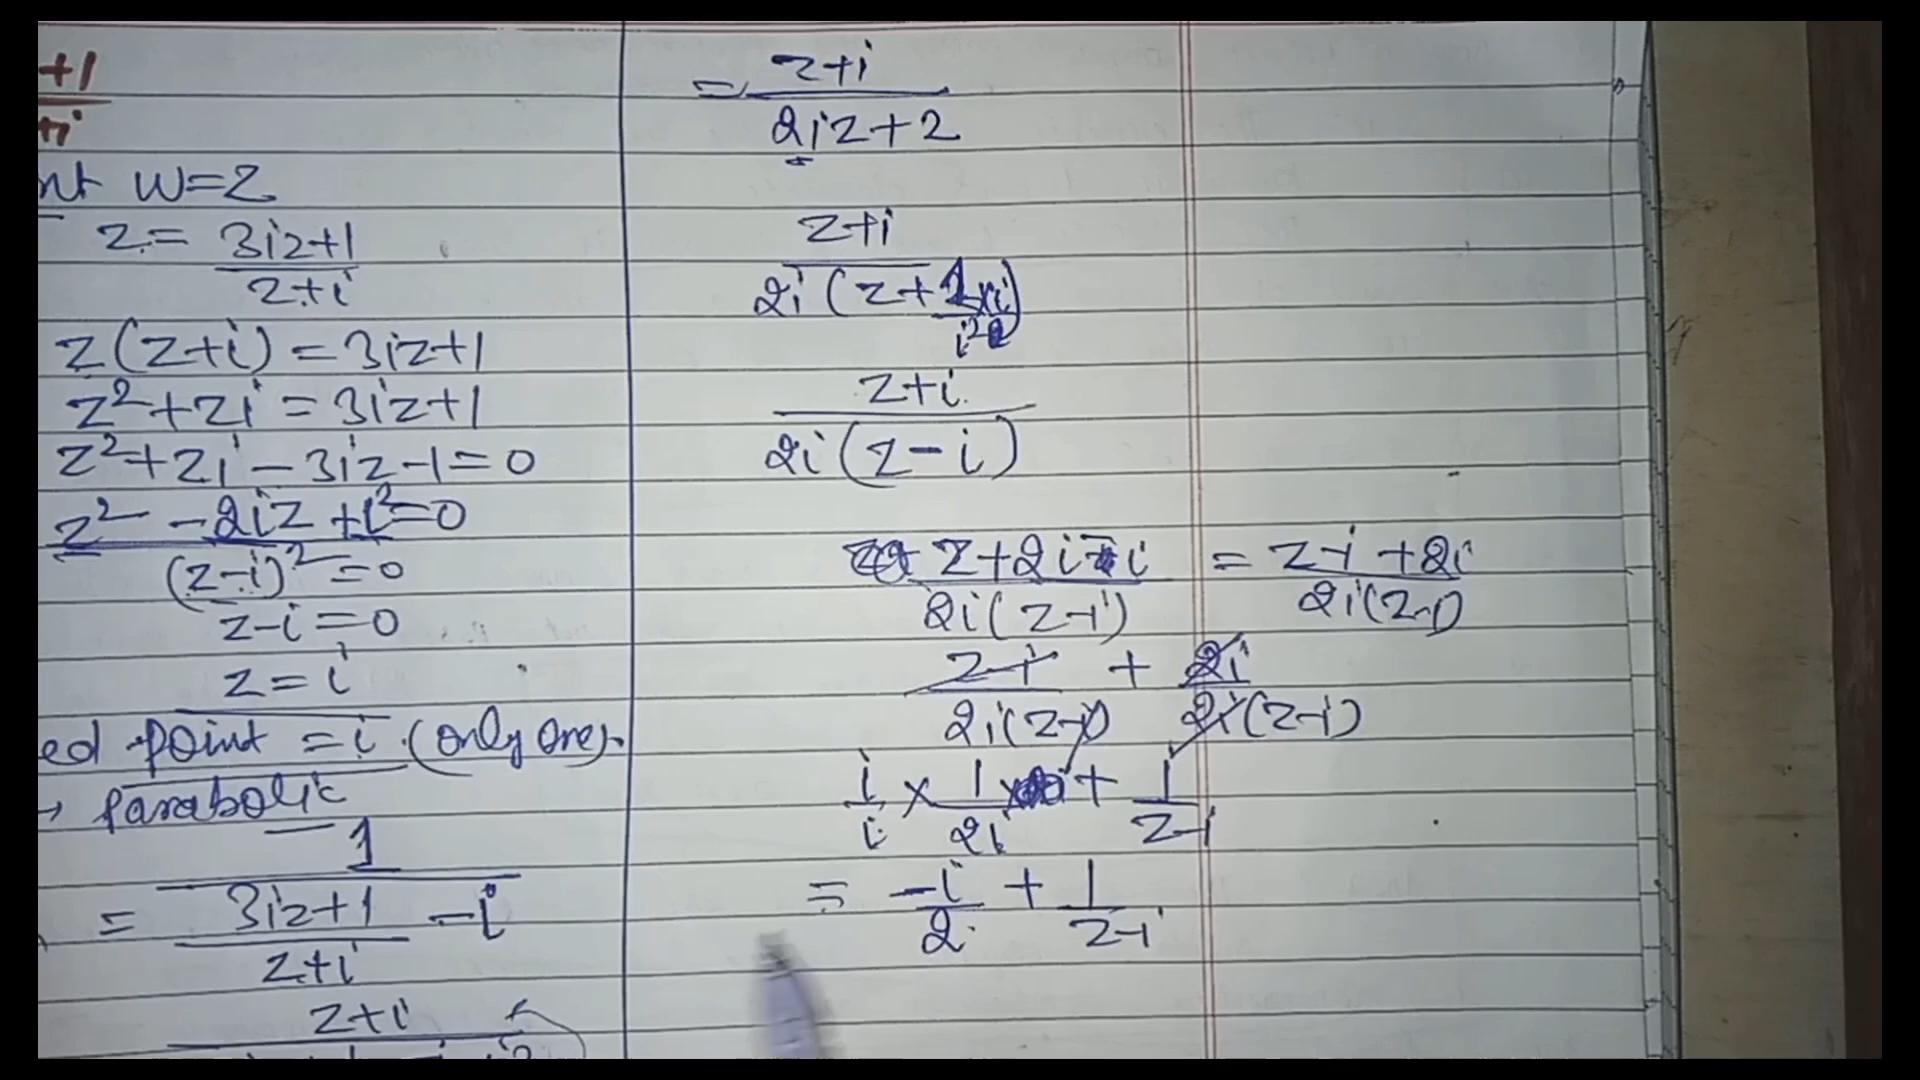 +1
+i
nt w=z
z = 3iz+1
z+i
z(z+i) = 3iz+1
z²+zi = 3iz+1
z²+zi-3iz-1=0
z² -2iz +i²=0
(z-i)²=0
z-i=0
z=i
ed point = i (only one).
→ parabolic
1
= 3iz+1 -i
z+i
z+i
= z+i
2iz+2
z+i
2i(z+1×i)
i²
z+i
2i(z-i)
z+2i-i = z-i+2i
2i(z-i) 2i(z-i)
z-i + 2i
2i(z-i) 2i(z-i)
i × 1 + 1
i 2i z-i
= -i + 1
2 z-i